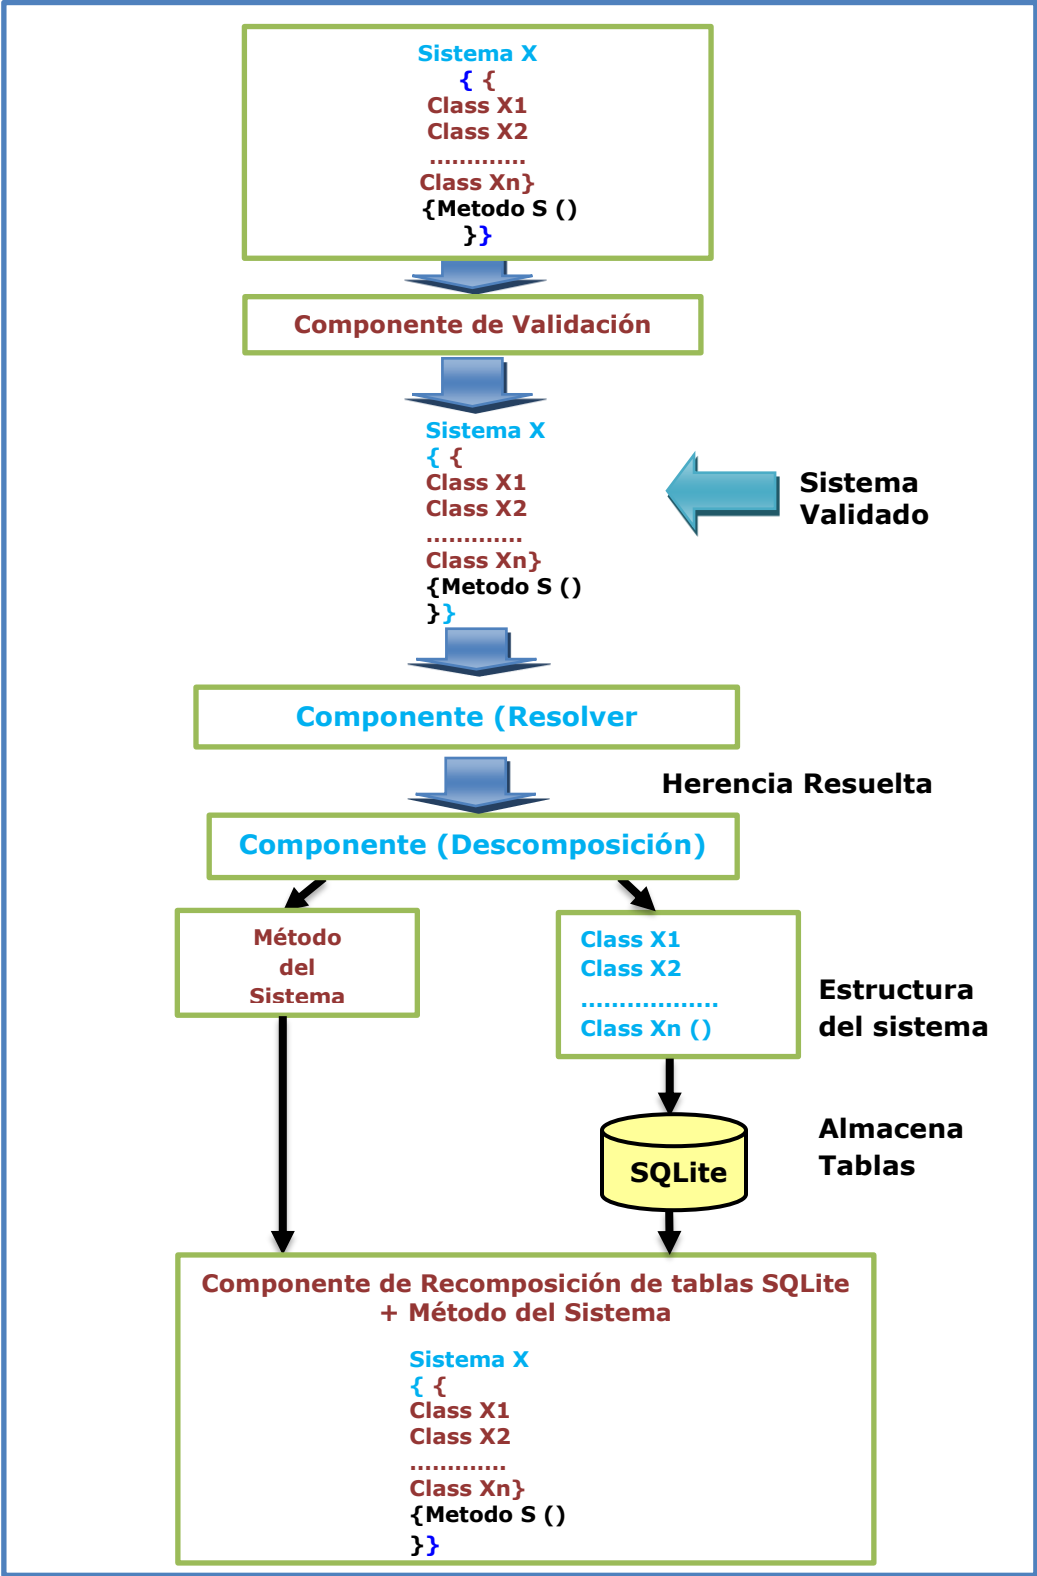 Sistema X
{ {
Class X1
Class X2
.............
Class Xn}
{Metodo S ()
}}
Componente de Validación
Sistema X
{ {
Class X1
Class X2
.............
Class Xn}
{Metodo S ()
}}
Sistema
Validado
Componente (Resolver
Herencia Resuelta
Componente (Descomposición)
Método
del
Sistema
Class X1
Class X2
..................
Class Xn ()
Estructura
del sistema
SQLite
Almacena
Tablas
Componente de Recomposición de tablas SQLite
+ Método del Sistema
Sistema X
{ {
Class X1
Class X2
.............
Class Xn}
{Metodo S ()
}}